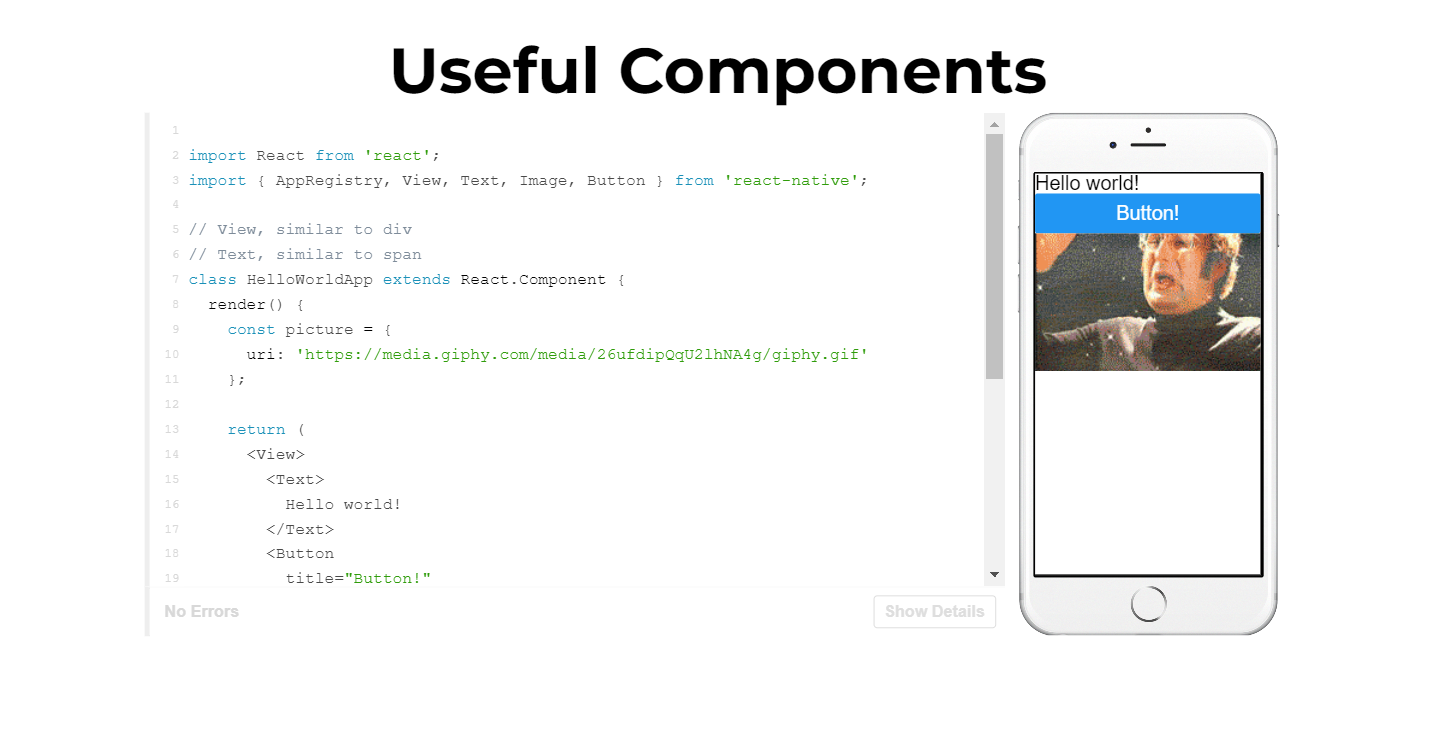 Useful Components
1
2 import React from 'react';
3 import { AppRegistry, View, Text, Image, Button } from 'react-native';
4
5 // View, similar to div
6 // Text, similar to span
7 class HelloWorldApp extends React.Component {
8   render() {
9     const picture = {
10       uri: 'https://media.giphy.com/media/26ufdipQqU2lhNA4g/giphy.gif'
11     };
12
13     return (
14       <View>
15         <Text>
16           Hello world!
17         </Text>
18         <Button
19           title="Button!"
No Errors
Show Details
Hello world!
Button!